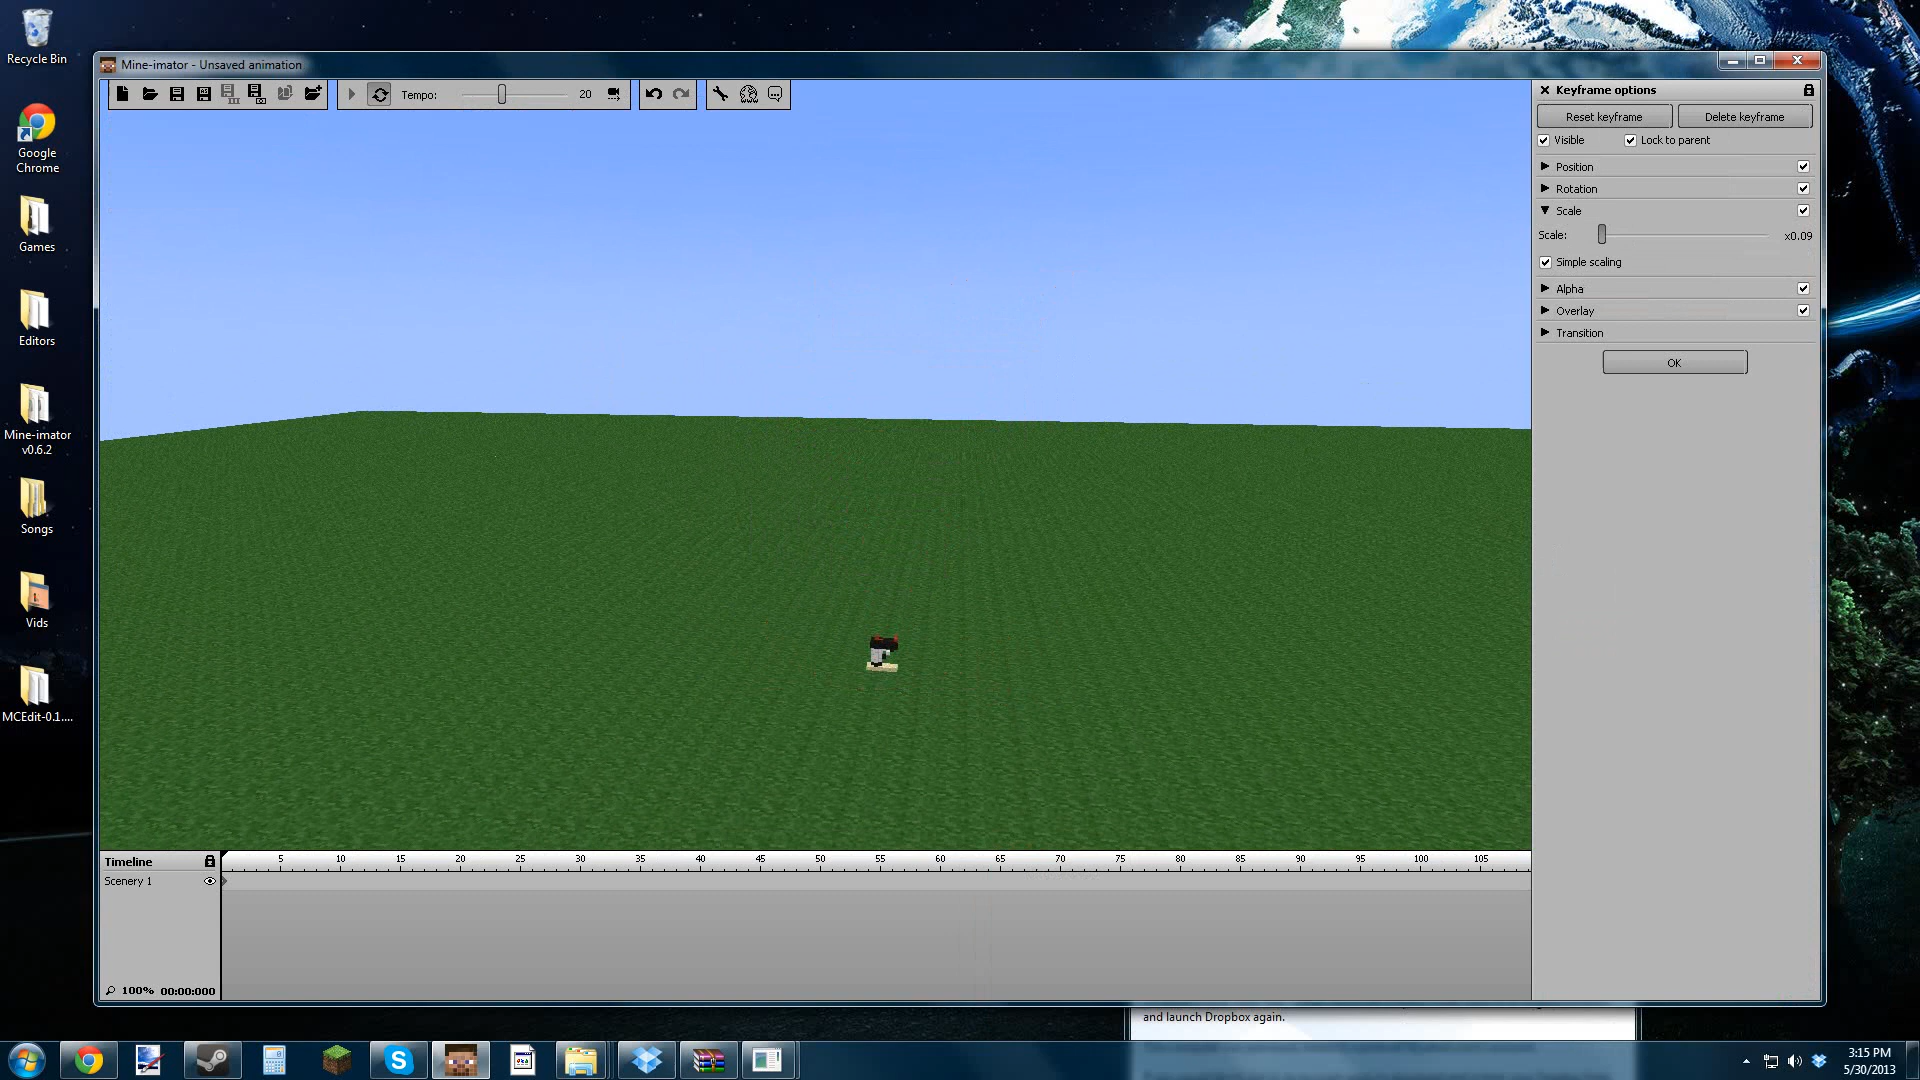 Recycle Bin
Google
Chrome
Games
Editors
Mine-imator
v0.6.2
Songs
Vids
MCEdit-0.1....
Mine-imator - Unsaved animation
Tempo:
20
Keyframe options
Reset keyframe
Delete keyframe
Visible
Lock to parent
Position
Rotation
Scale
Scale:
x0.09
Simple scaling
Alpha
Overlay
Transition
OK
Timeline
5 10 15 20 25 30 35 40 45 50 55 60 65 70 75 80 85 90 95 100 105
Scenery 1
100% 00:00:000
and launch Dropbox again.
3:15 PM
5/30/2013